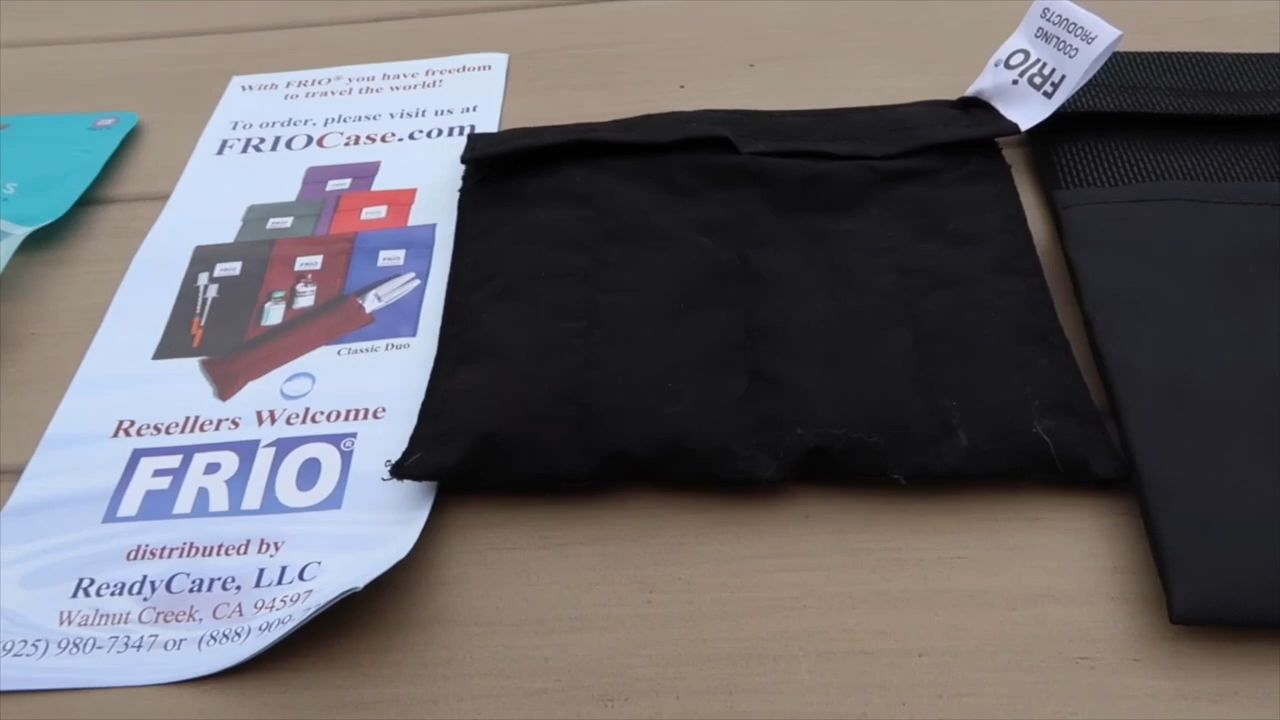 With FRIO® you have freedom
to travel the world!
To order, please visit us at
FRIOCase.com
FRIO
Classic Duo
Resellers Welcome
FRIO®
distributed by
ReadyCare, LLC
Walnut Creek, CA 94597
(925) 980-7347 or (888) 909-
FRIO®
COOLING
PRODUCTS
S